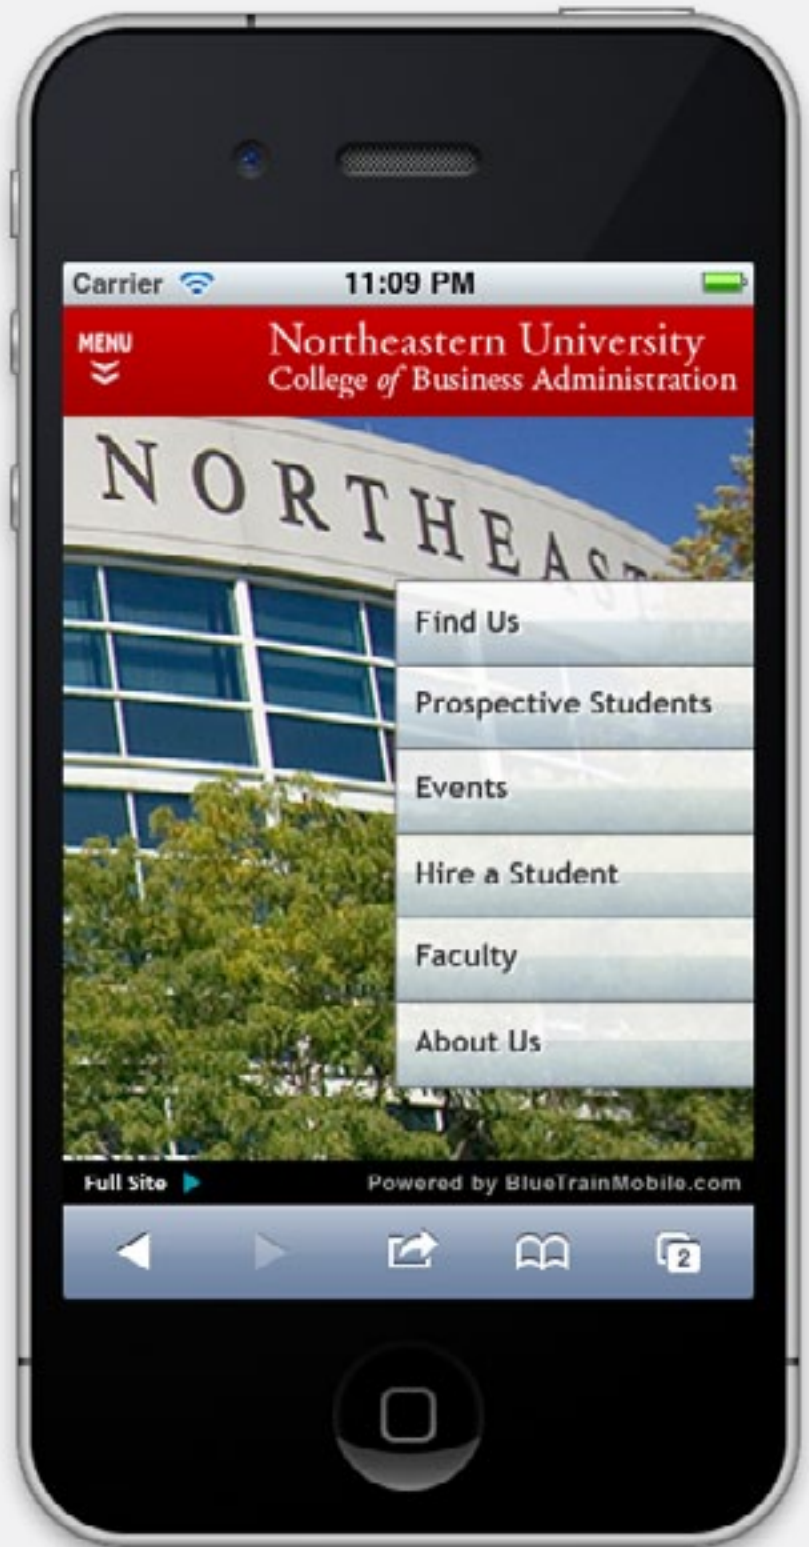 Carrier 11:09 PM
MENU
Northeastern University
College of Business Administration
NORTHEAST
Find Us
Prospective Students
Events
Hire a Student
Faculty
About Us
Full Site Powered by BlueTrainMobile.com
2